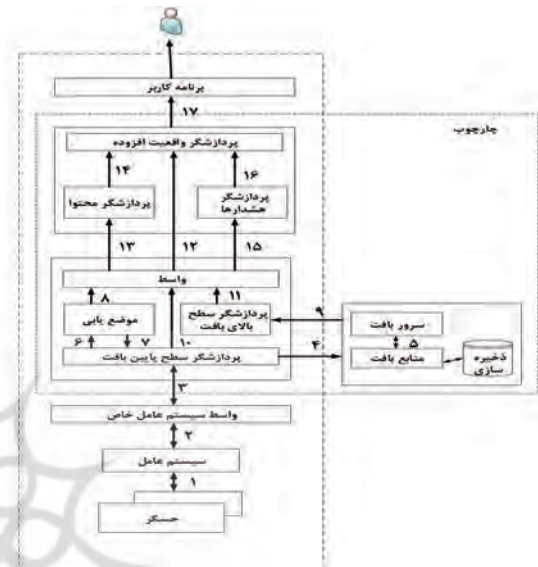 برنامه کاربر
۱۷
چارچوب
پردازشگر واقعیت افزوده
۱۴
۱۶
پردازشگر محتوا
پردازشگر
هشدارها
۱۳
۱۲
۱۵
واسط
۸
۱۱
۹
موضع یابی
پردازشگر سطح
بالای بافت
سرور بافت
۶
۷
۱۰
۴
۵
پردازشگر سطح پایین بافت
منابع بافت
ذخیره
سازی
۳
واسط سیستم عامل خاص
۲
سیستم عامل
۱
حسگر